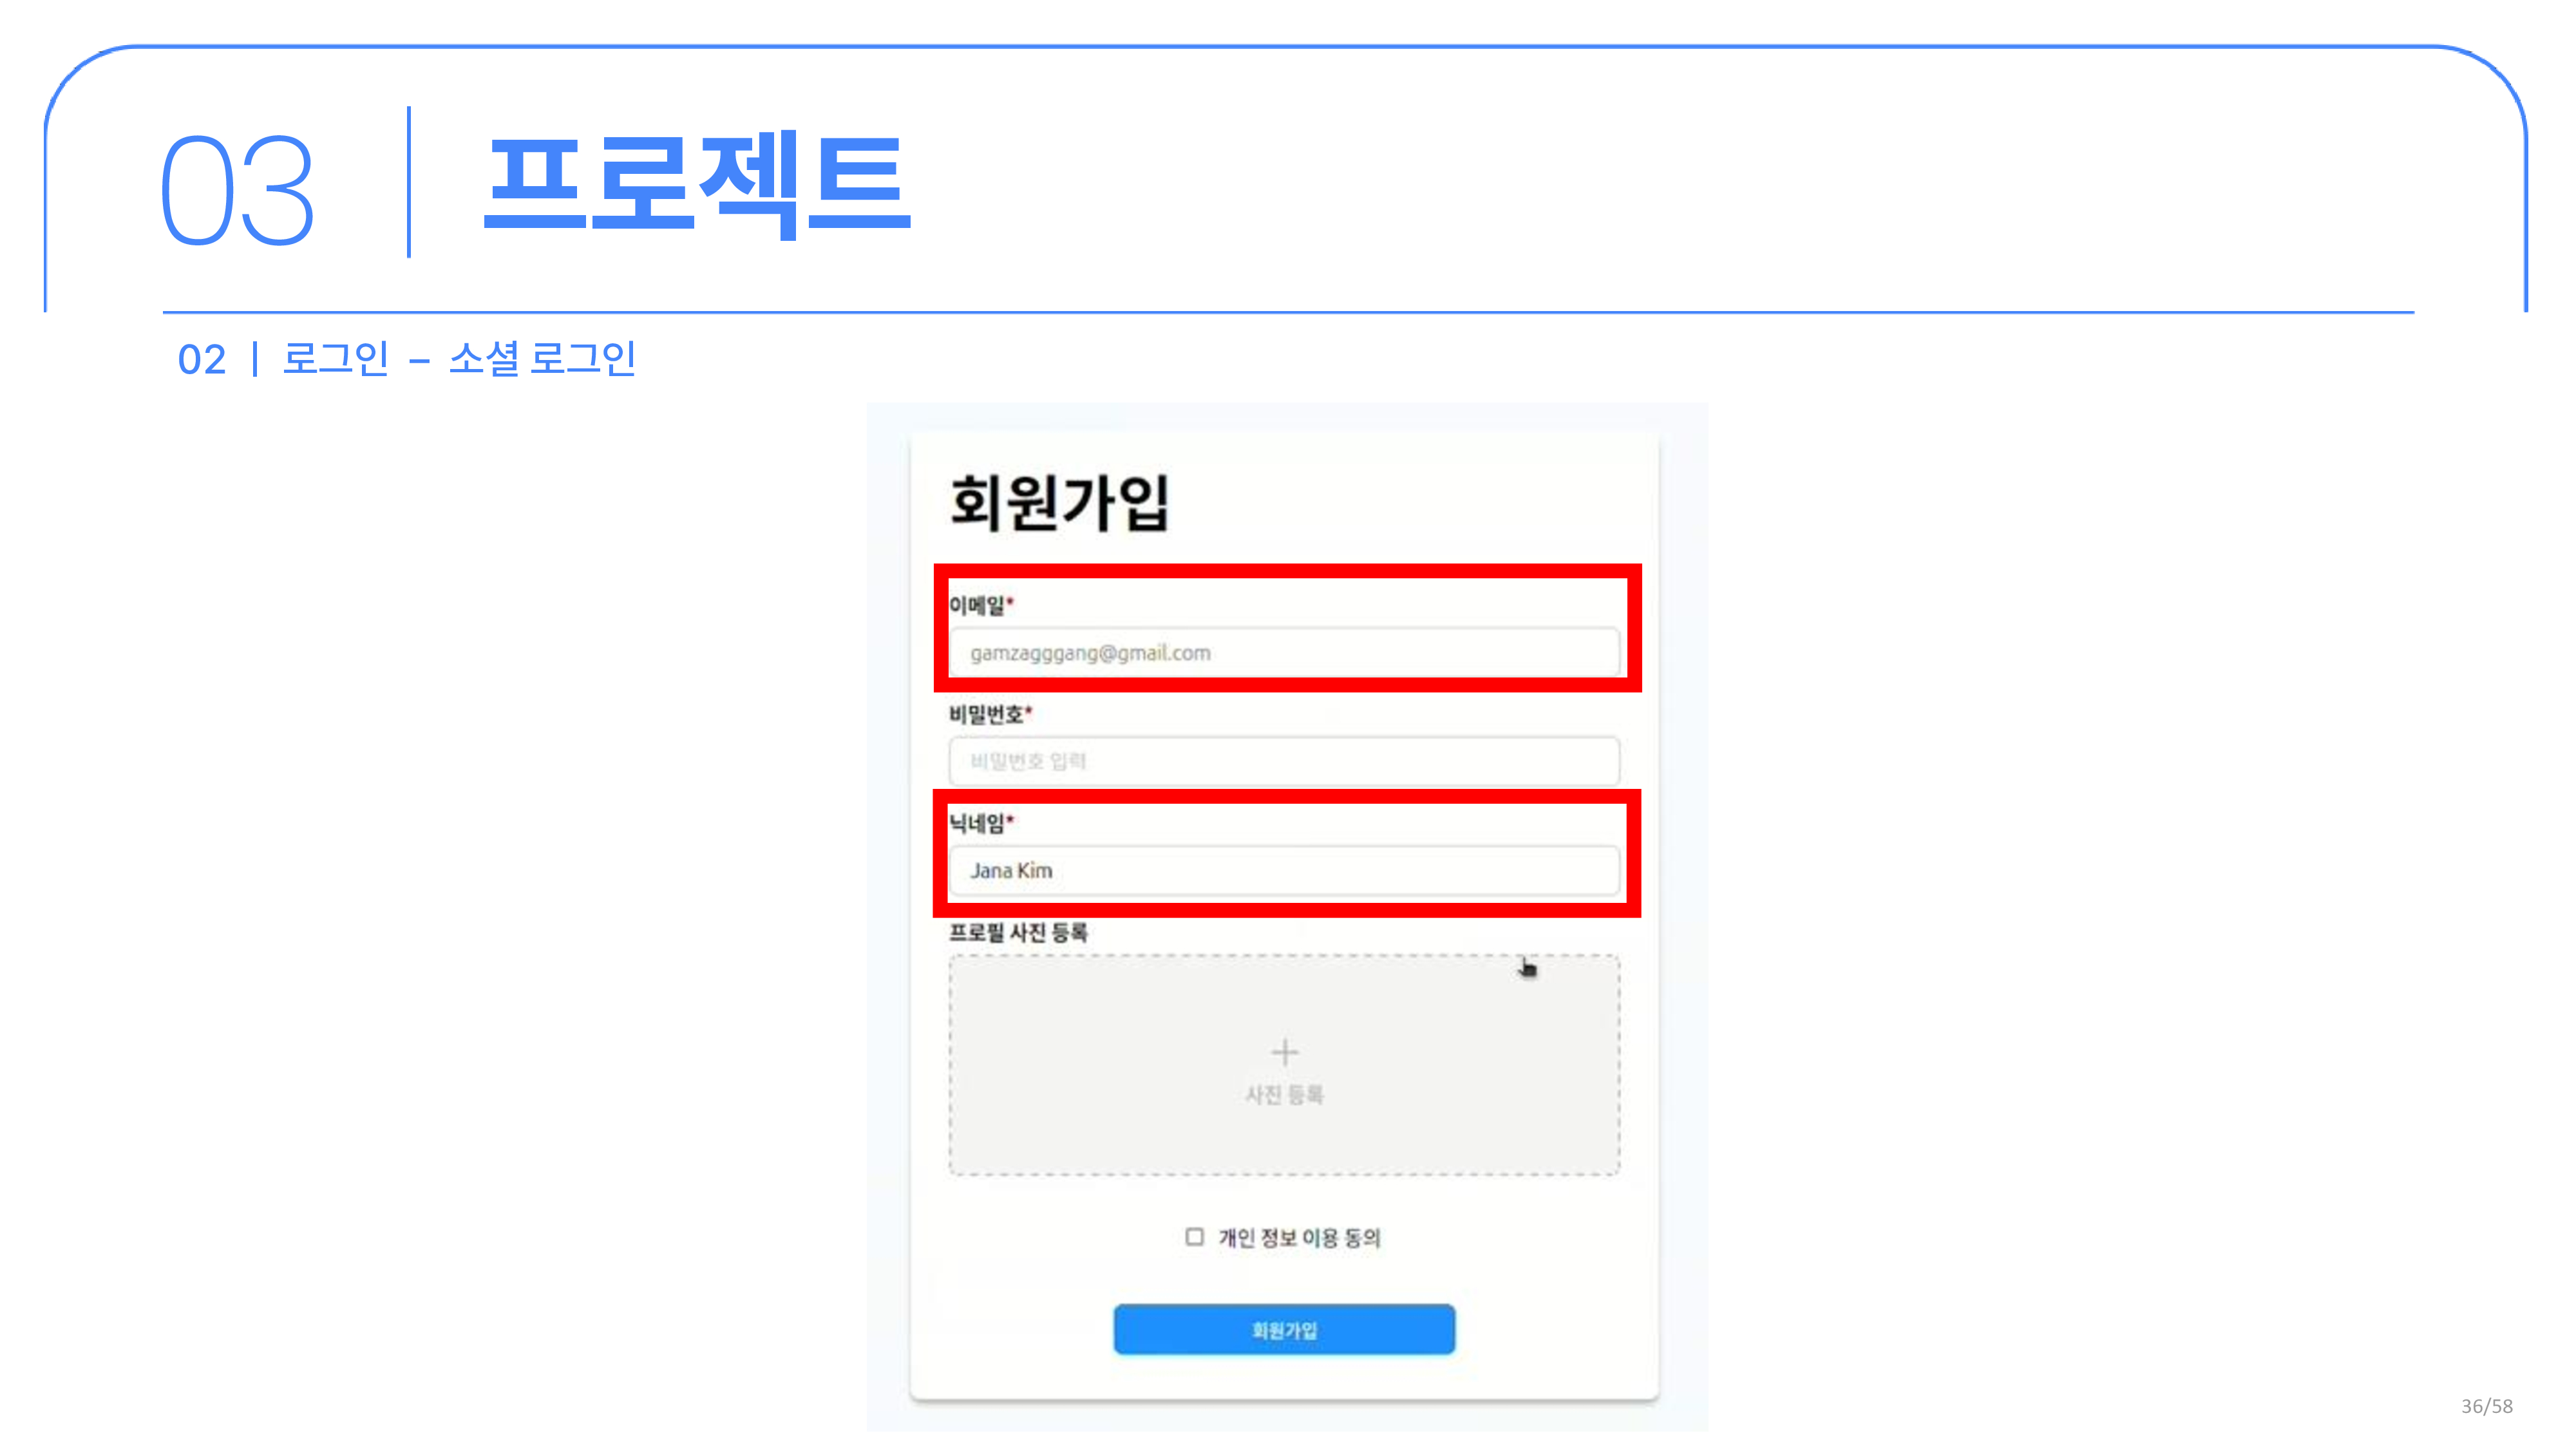 03 | 프로젝트
02 | 로그인 – 소셜 로그인
회원가입
이메일*
gamzagggang@gmail.com
비밀번호*
비밀번호 입력
닉네임*
Jana Kim
프로필 사진 등록
+
사진 등록
개인 정보 이용 동의
회원가입
36/58